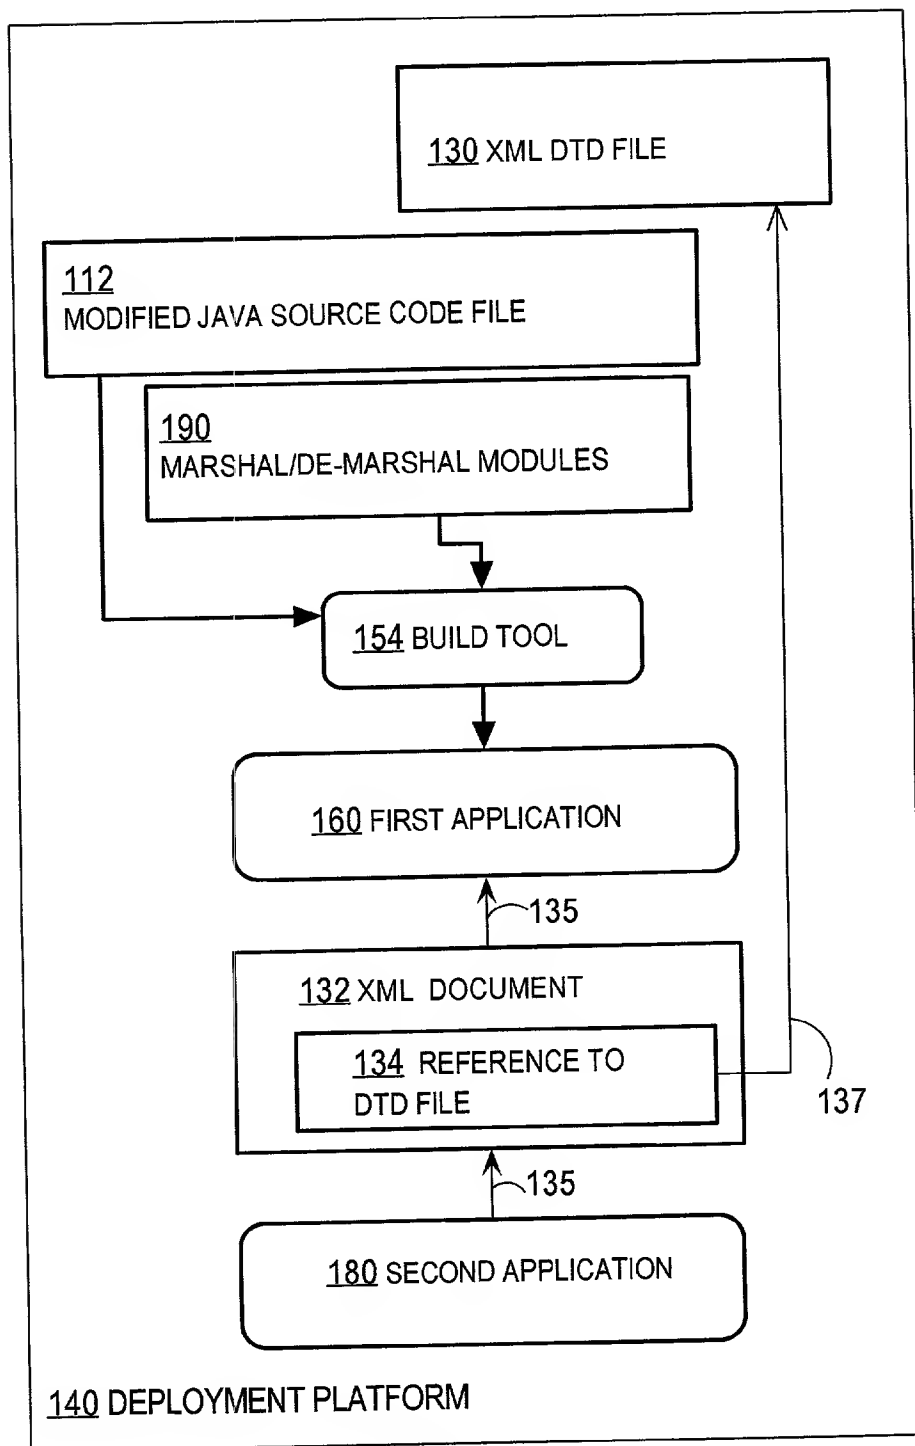 130 XML DTD FILE
112
MODIFIED JAVA SOURCE CODE FILE
190
MARSHAL/DE-MARSHAL MODULES
154 BUILD TOOL
160 FIRST APPLICATION
135
132 XML DOCUMENT
134 REFERENCE TO
DTD FILE
137
135
180 SECOND APPLICATION
140 DEPLOYMENT PLATFORM